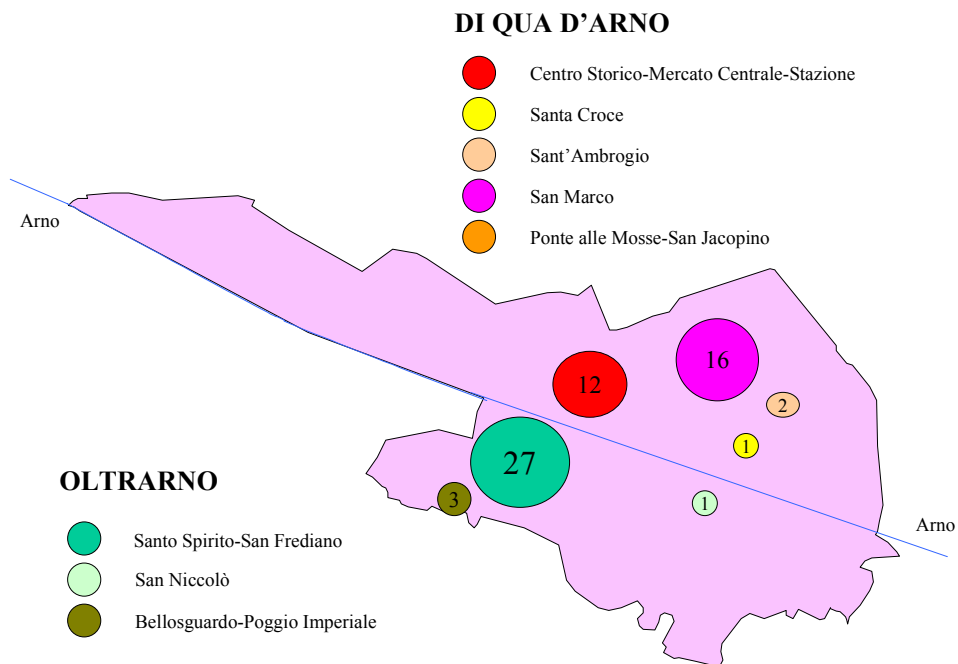 DI QUA D’ARNO
Centro Storico-Mercato Centrale-Stazione
Santa Croce
Sant’Ambrogio
San Marco
Ponte alle Mosse-San Jacopino
Arno
16
12
2
1
27
3
1
Arno
OLTRARNO
Santo Spirito-San Frediano
San Niccolò
Bellosguardo-Poggio Imperiale